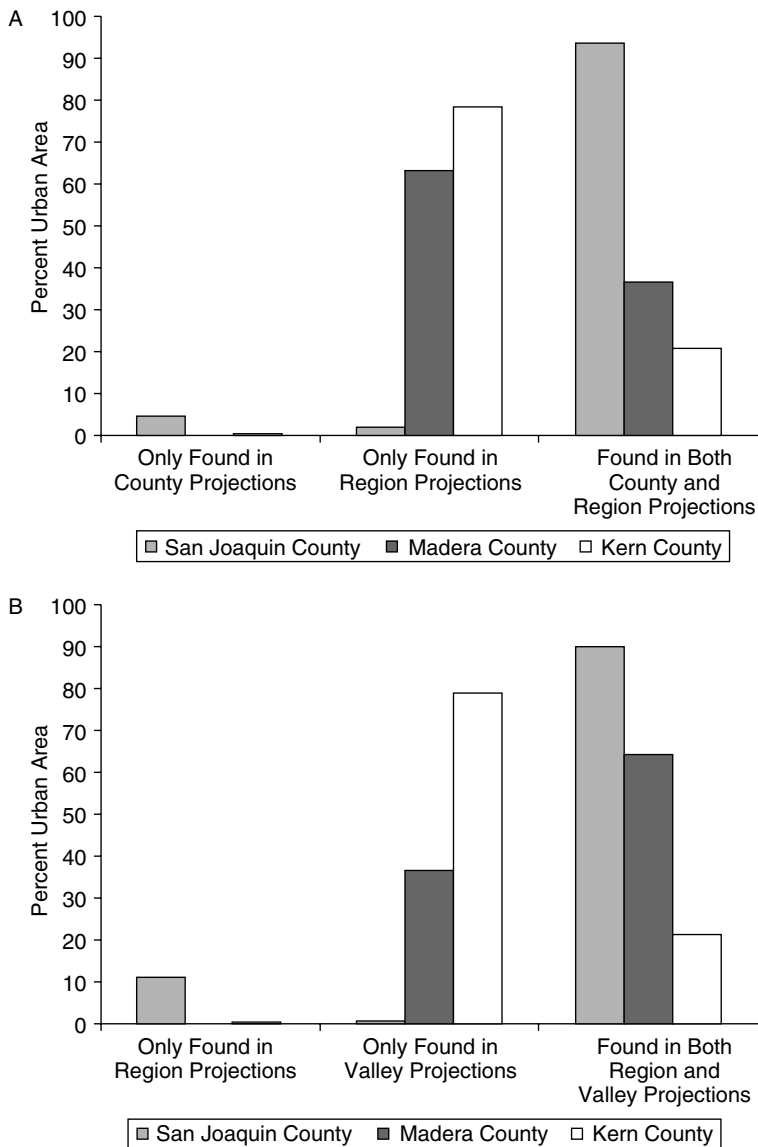 A
100
90
80
70
60
50
40
30
20
10
0
Percent Urban Area
Only Found in
County Projections
Only Found in
Region Projections
Found in Both
County and
Region Projections
San Joaquin County Madera County Kern County
B
100
90
80
70
60
50
40
30
20
10
0
Percent Urban Area
Only Found in
Region Projections
Only Found in
Valley Projections
Found in Both
Region and
Valley Projections
San Joaquin County Madera County Kern County